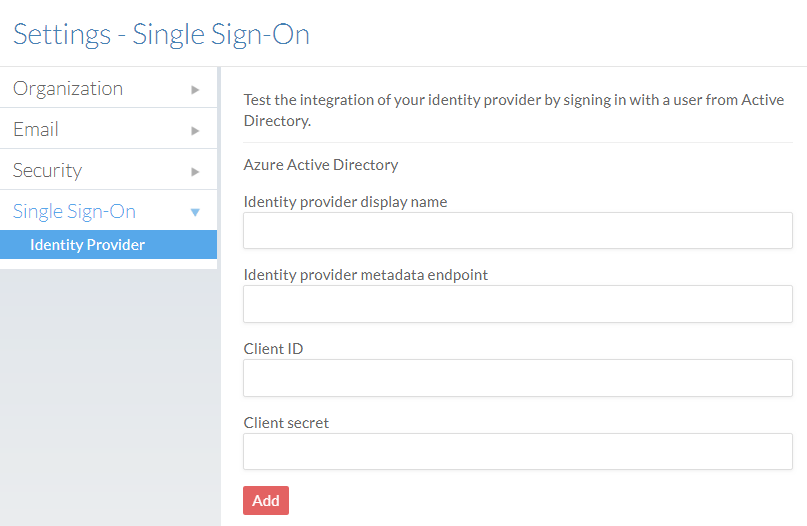 Settings - Single Sign-On
Organization
Email
Security
Single Sign-On
Identity Provider
Test the integration of your identity provider by signing in with a user from Active
Directory.
Azure Active Directory
Identity provider display name
Identity provider metadata endpoint
Client ID
Client secret
Add